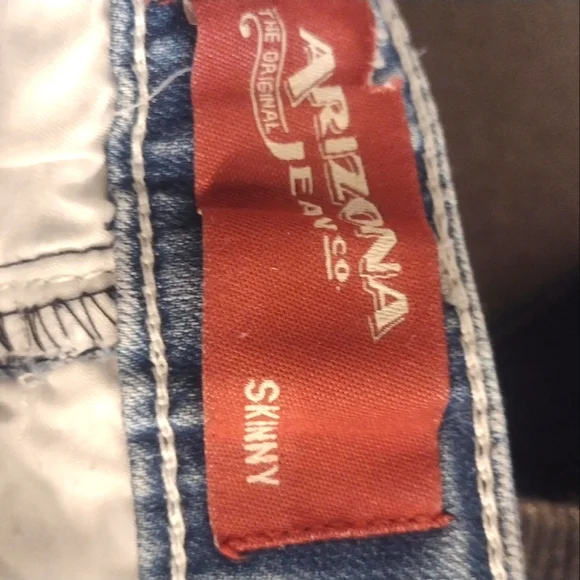 THE ORIGINAL
ARIZONA
JEAN CO.
SKINNY